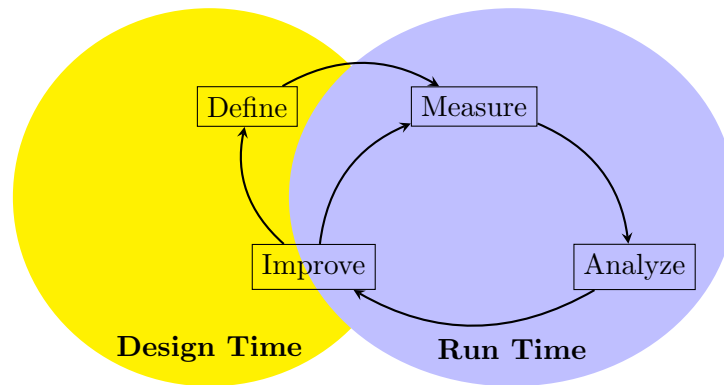 Define
Measure
Improve
Analyze
Design Time
Run Time